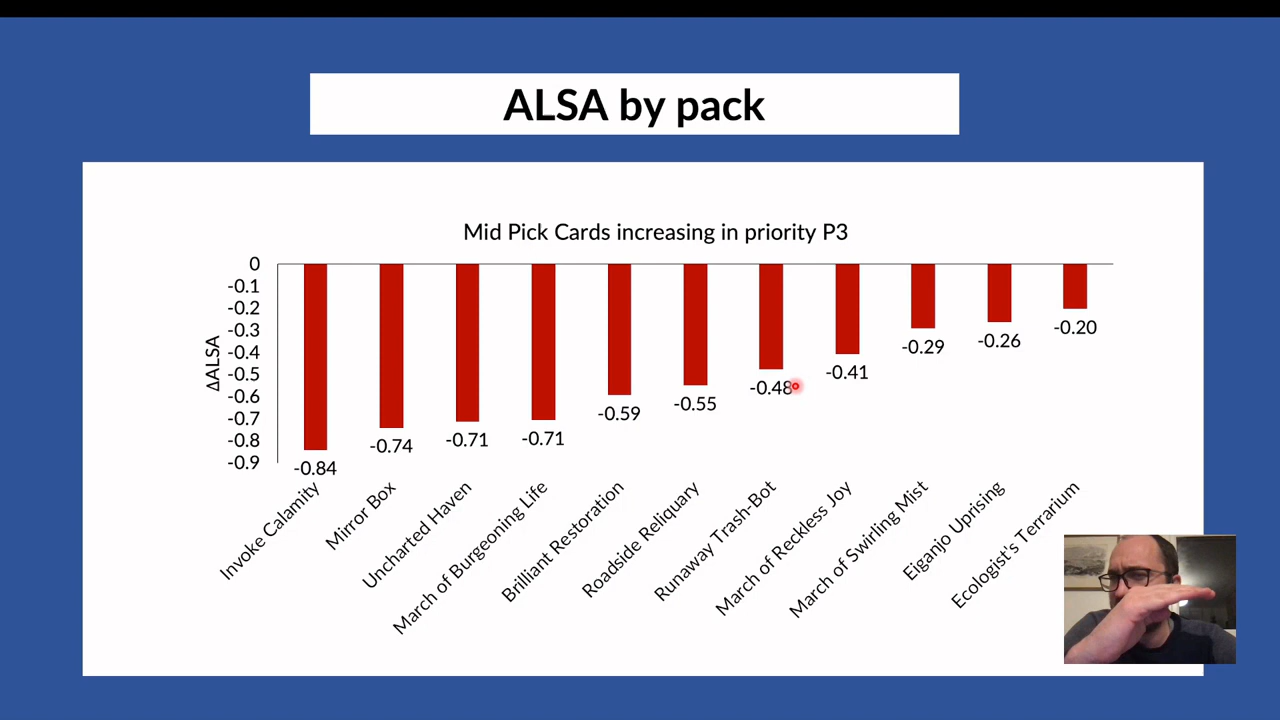 ALSA by pack
Mid Pick Cards increasing in priority P3
ΔALSA
0
-0.1
-0.2
-0.3
-0.4
-0.5
-0.6
-0.7
-0.8
-0.9
-0.84
-0.74
-0.71
-0.71
-0.59
-0.55
-0.48
-0.41
-0.29
-0.26
-0.20
Invoke Calamity
Mirror Box
Uncharted Haven
March of Burgeoning Life
Brilliant Restoration
Roadside Reliquary
Runaway Trash-Bot
March of Reckless Joy
March of Swirling Mist
Eiganjo Uprising
Ecologist's Terrarium